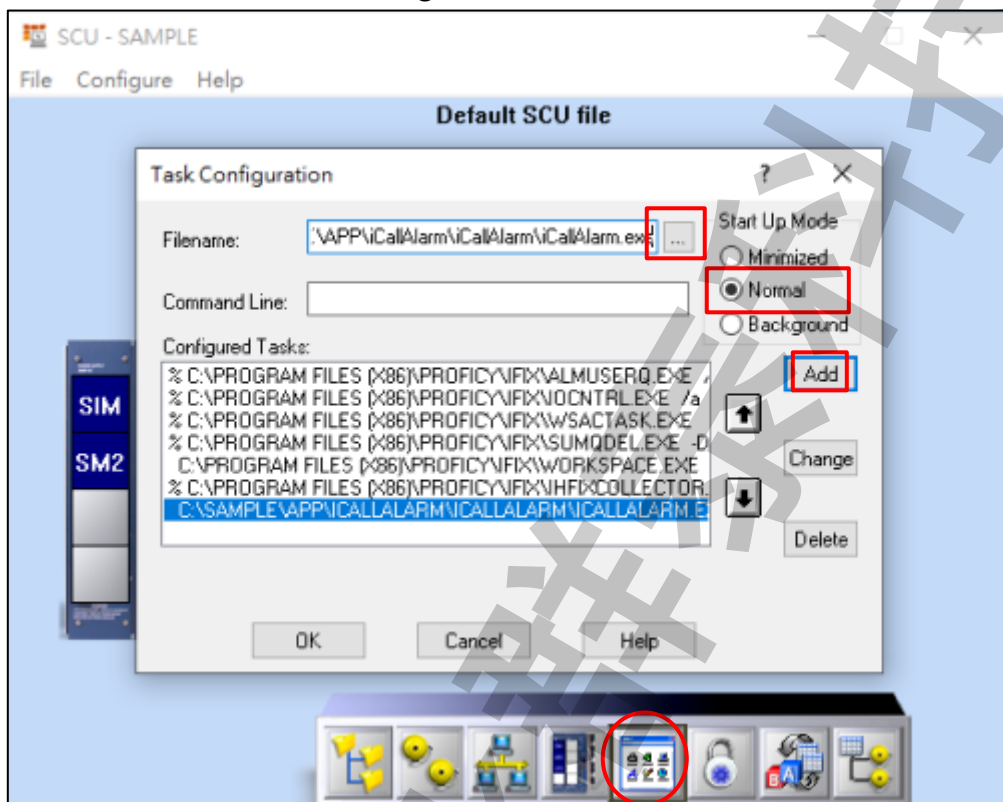 SCU - SAMPLE
File Configure Help
Default SCU file
Task Configuration ? ×
Filename: :\APP\iCallAlarm\iCallAlarm\iCallAlarm.exe ...
Start Up Mode
Minimized
Normal
Background
Command Line:
Configured Tasks:
% C:\PROGRAM FILES (X86)\PROFICY\IFIX\ALMUSERQ.EXE
% C:\PROGRAM FILES (X86)\PROFICY\IFIX\IOCNTRL.EXE /a
% C:\PROGRAM FILES (X86)\PROFICY\IFIX\WSACTASK.EXE
% C:\PROGRAM FILES (X86)\PROFICY\IFIX\SUMQDEL.EXE -D
C:\PROGRAM FILES (X86)\PROFICY\IFIX\WORKSPACE.EXE
% C:\PROGRAM FILES (X86)\PROFICY\IFIX\IHFIXCOLLECTOR.
C:\SAMPLE\APP\ICALLALARM\ICALLALARM\ICALLALARM.E
Add
Change
Delete
SIM
SM2
OK Cancel Help